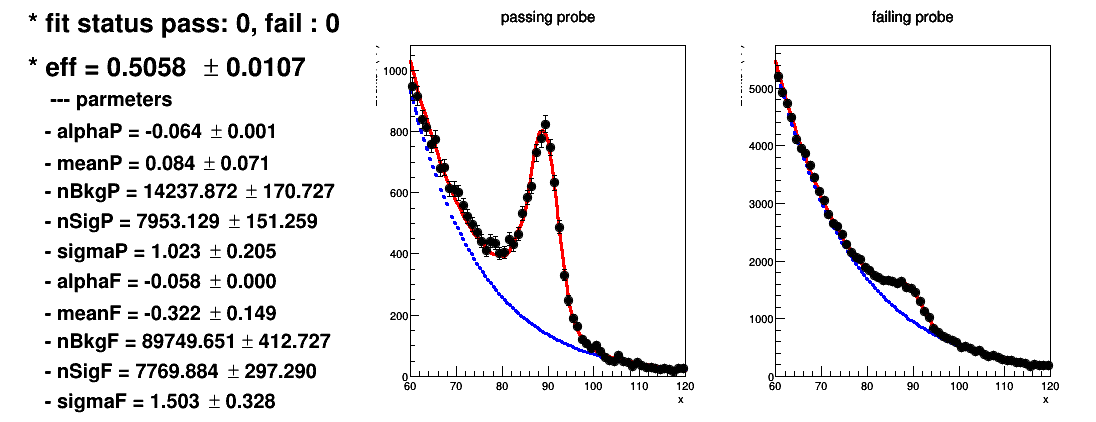 * fit status pass: 0, fail : 0
* eff = 0.5058 ± 0.0107
--- parmeters
- alphaP = -0.064 ± 0.001
- meanP = 0.084 ± 0.071
- nBkgP = 14237.872 ± 170.727
- nSigP = 7953.129 ± 151.259
- sigmaP = 1.023 ± 0.205
- alphaF = -0.058 ± 0.000
- meanF = -0.322 ± 0.149
- nBkgF = 89749.651 ± 412.727
- nSigF = 7769.884 ± 297.290
- sigmaF = 1.503 ± 0.328
passing probe
1000
800
600
400
200
0
60 70 80 90 100 110 120
x
failing probe
5000
4000
3000
2000
1000
0
60 70 80 90 100 110 120
x